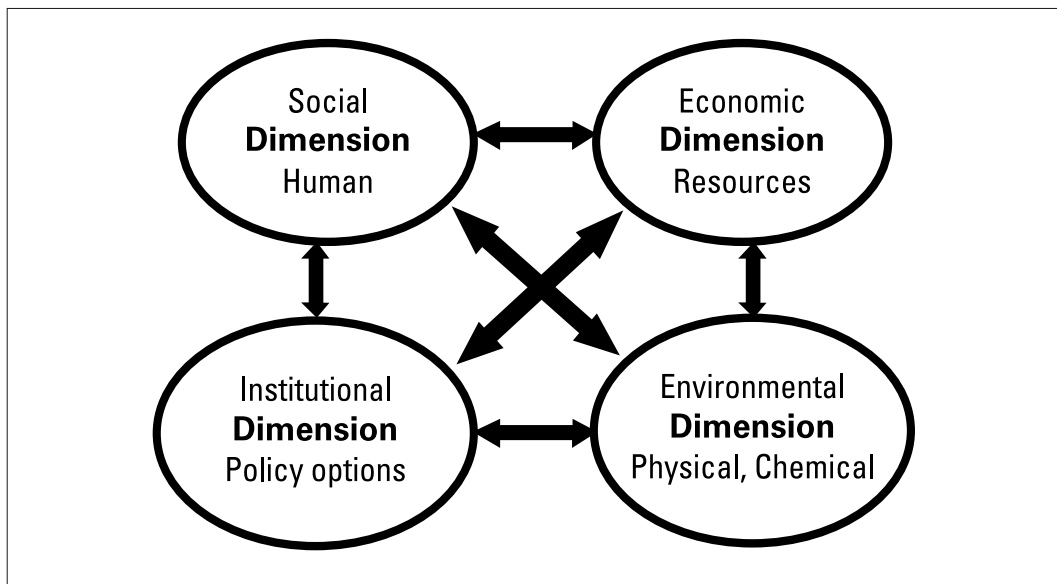 Social
Dimension
Human
Economic
Dimension
Resources
Institutional
Dimension
Policy options
Environmental
Dimension
Physical, Chemical